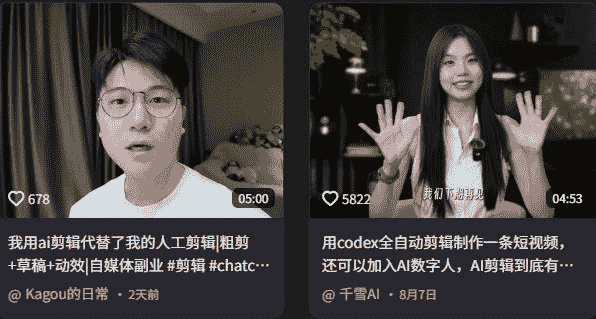 678
05:00
我用ai剪辑代替了我的人工剪辑|粗剪
+草稿+动效|自媒体副业 #剪辑 #chatc…
@ Kagou的日常 · 2天前
我们下期再见
5822
04:53
用codex全自动剪辑制作一条短视频，
还可以加入AI数字人，AI剪辑到底有…
@ 千雪AI · 8月7日